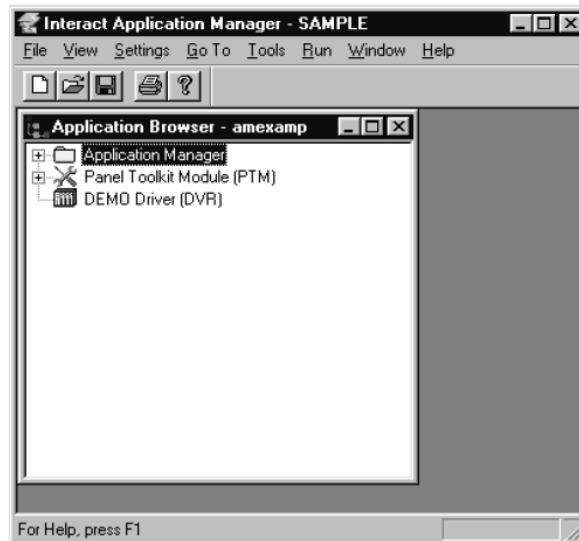 Interact Application Manager - SAMPLE
File View Settings Go To Tools Run Window Help
Application Browser - amexamp
Application Manager
Panel Toolkit Module (PTM)
DEMO Driver (DVR)
For Help, press F1